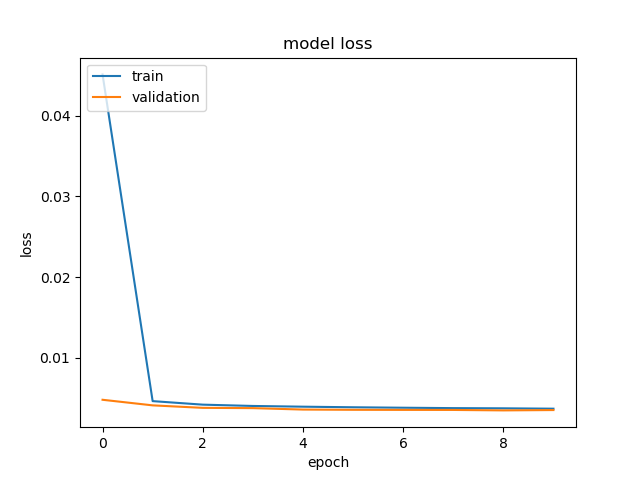 model loss
train
validation
0.04
0.03
0.02
0.01
loss
0 2 4 6 8
epoch